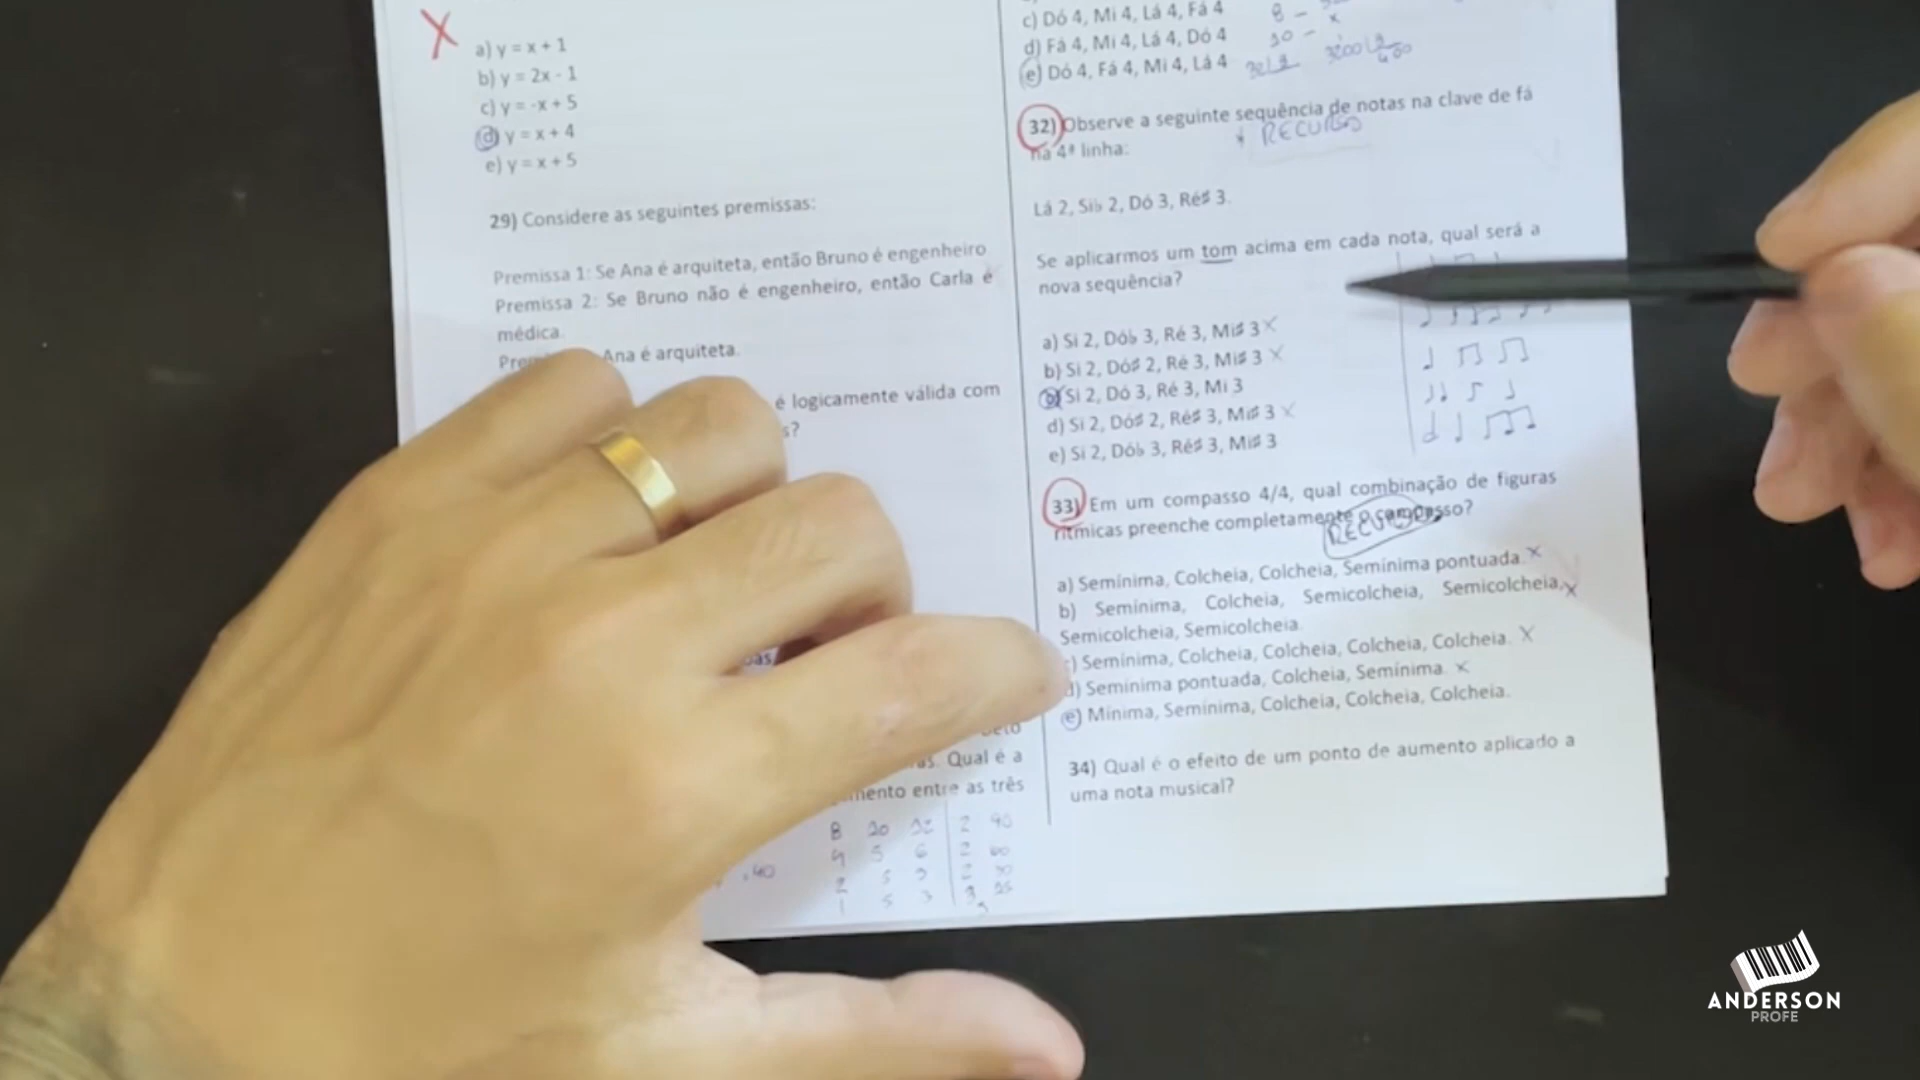 X
a) y = x + 1
b) y = 2x - 1
c) y = -x + 5
d) y = x + 4
e) y = x + 5
29) Considere as seguintes premissas:
Premissa 1: Se Ana é arquiteta, então Bruno é engenheiro
Premissa 2: Se Bruno não é engenheiro, então Carla é
médica.
Ana é arquiteta.
é logicamente válida com
s?
Qual é a
mento entre as três
8 20
c) Dó 4, Mi 4, Lá 4, Fá 4
d) Fá 4, Mi 4, Lá 4, Dó 4
e) Dó 4, Fá 4, Mi 4, Lá 4
32) Observe a seguinte sequência de notas na clave de fá
RECURSO
na 4ª linha:
Lá 2, Si♭ 2, Dó 3, Ré♯ 3.
Se aplicarmos um tom acima em cada nota, qual será a
nova sequência?
a) Si 2, Dó♭ 3, Ré 3, Mi♯ 3 X
b) Si 2, Dó♯ 2, Ré 3, Mi♯ 3 X
Si 2, Dó 3, Ré 3, Mi 3
d) Si 2, Dó♯ 2, Ré♯ 3, Mi♯ 3 X
e) Si 2, Dó♭ 3, Ré♯ 3, Mi♯ 3
33) Em um compasso 4/4, qual combinação de figuras
rítmicas preenche completamente o compasso?
RECURSO
a) Semínima, Colcheia, Colcheia, Semínima pontuada. X
b) Semínima, Colcheia, Semicolcheia, Semicolcheia, X
Semicolcheia, Semicolcheia.
c) Semínima, Colcheia, Colcheia, Colcheia, Colcheia. X
d) Semínima pontuada, Colcheia, Semínima. X
e) Mínima, Semínima, Colcheia, Colcheia, Colcheia.
34) Qual é o efeito de um ponto de aumento aplicado a
uma nota musical?
ANDERSON
PROFE